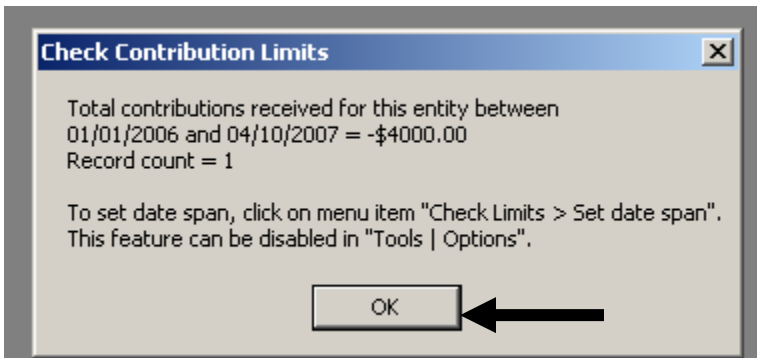 Check Contribution Limits
Total contributions received for this entity between
01/01/2006 and 04/10/2007 = -$4000.00
Record count = 1
To set date span, click on menu item "Check Limits > Set date span".
This feature can be disabled in "Tools | Options".
OK